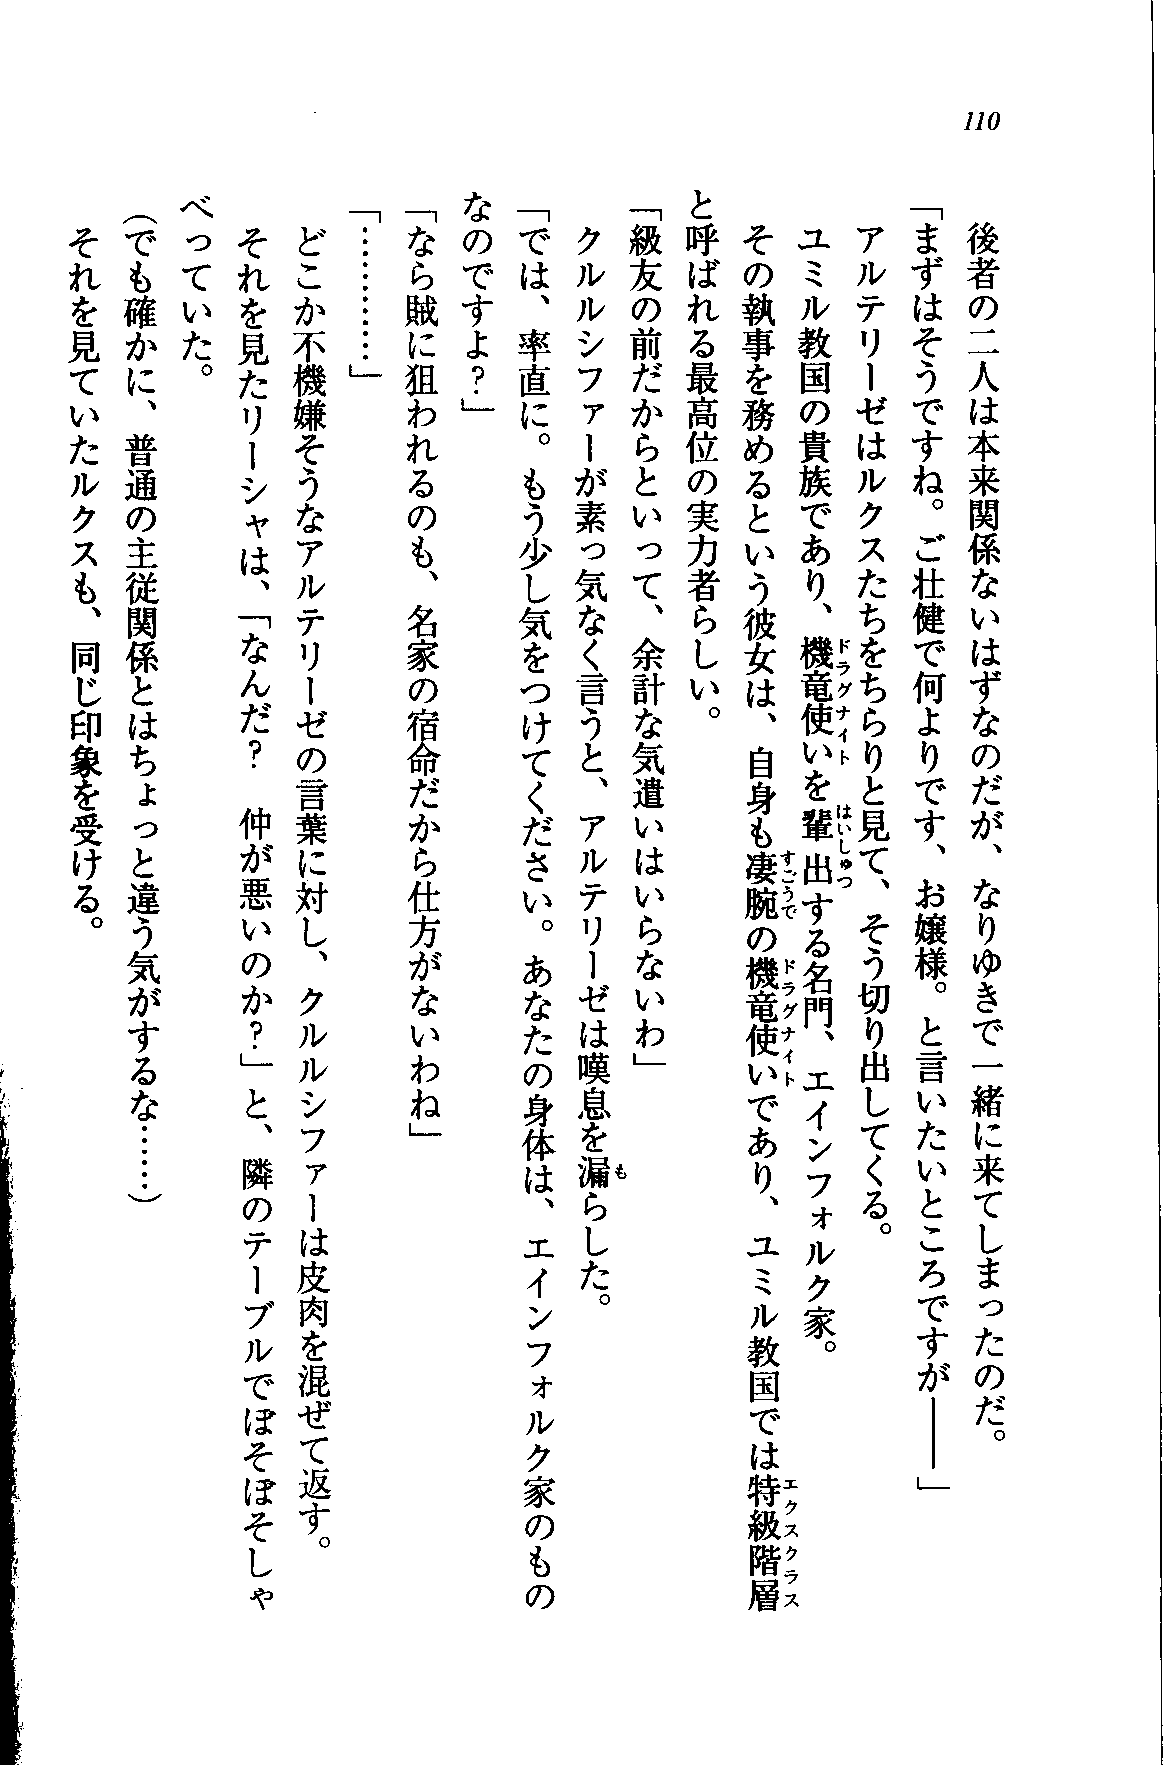 110
後者の二人は本来関係ないはずなのだが、なりゆきで一緒に来てしまったのだ。
「まずはそうですね。ご壮健で何よりです、お嬢様。と言いたいところですが――」
アルテリーゼはルクスたちをちらりと見て、そう切り出してくる。
ユミル教国の貴族であり、機竜使いを輩出する名門、エインフォルク家。
ドラグナイト
はいしゅつ
その執事を務めるという彼女は、自身も凄腕の機竜使いであり、ユミル教国では特級階層
すごうで
ドラグナイト
エクスクラス
と呼ばれる最高位の実力者らしい。
「級友の前だからといって、余計な気遣いはいらないわ」
クルルシファーが素っ気なく言うと、アルテリーゼは嘆息を漏らした。
も
「では、率直に。もう少し気をつけてください。あなたの身体は、エインフォルク家のもの
なのですよ？」
「なら賊に狙われるのも、名家の宿命だから仕方がないわね」
「…………」
どこか不機嫌そうなアルテリーゼの言葉に対し、クルルシファーは皮肉を混ぜて返す。
それを見たリーシャは、「なんだ？　仲が悪いのか？」と、隣のテーブルでぼそぼそしゃ
べっていた。
（でも確かに、普通の主従関係とはちょっと違う気がするな……）
それを見ていたルクスも、同じ印象を受ける。